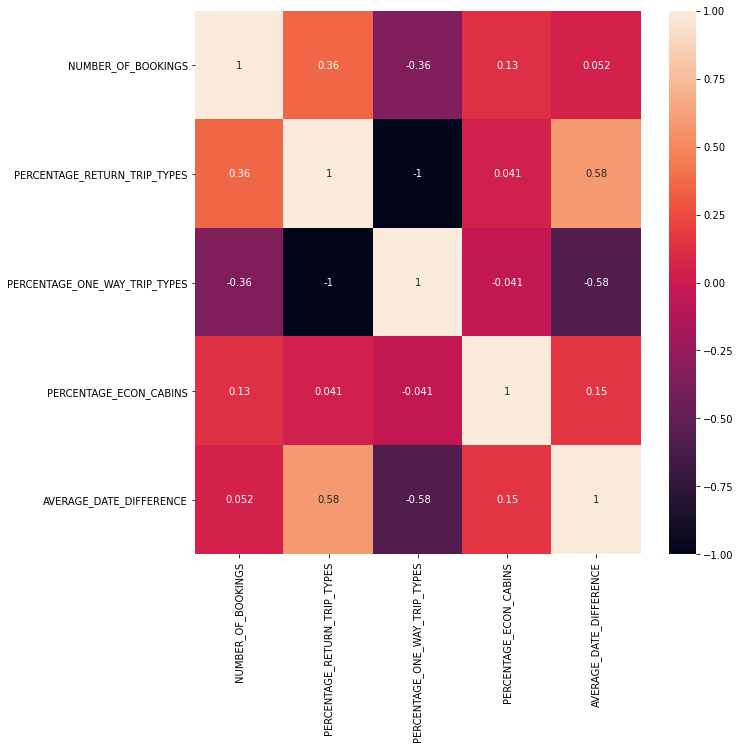 NUMBER_OF_BOOKINGS 1 0.36 -0.36 0.13 0.052
PERCENTAGE_RETURN_TRIP_TYPES 0.36 1 -1 0.041 0.58
PERCENTAGE_ONE_WAY_TRIP_TYPES -0.36 -1 1 -0.041 -0.58
PERCENTAGE_ECON_CABINS 0.13 0.041 -0.041 1 0.15
AVERAGE_DATE_DIFFERENCE 0.052 0.58 -0.58 0.15 1
NUMBER_OF_BOOKINGS
PERCENTAGE_RETURN_TRIP_TYPES
PERCENTAGE_ONE_WAY_TRIP_TYPES
PERCENTAGE_ECON_CABINS
AVERAGE_DATE_DIFFERENCE
1.00
0.75
0.50
0.25
0.00
−0.25
−0.50
−0.75
−1.00